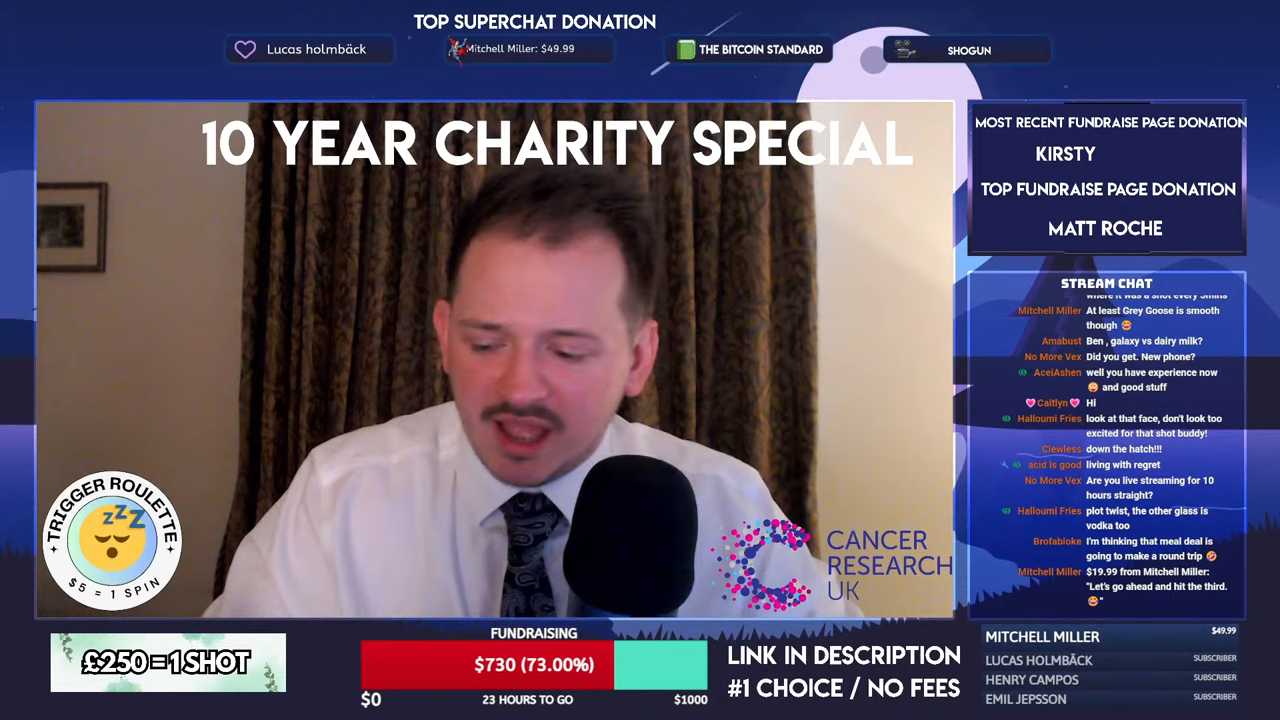 TOP SUPERCHAT DONATION
Lucas holmbäck
Mitchell Miller: $49.99
THE BITCOIN STANDARD
SHOGUN
10 YEAR CHARITY SPECIAL
MOST RECENT FUNDRAISE PAGE DONATION
KIRSTY
TOP FUNDRAISE PAGE DONATION
MATT ROCHE
STREAM CHAT
where it was a shot every 5mins
Mitchell Miller At least Grey Goose is smooth
though 🥴
Amabust Ben , galaxy vs dairy milk?
No More Vex Did you get. New phone?
AceiAshen well you have experience now
😜 and good stuff
💗Caitlyn💗 Hi
Halloumi Fries look at that face, don't look too
excited for that shot buddy!
Clewless down the hatch!!!
acid is good living with regret
No More Vex Are you live streaming for 10
hours straight?
Halloumi Fries plot twist, the other glass is
vodka too
Brofabloke I'm thinking that meal deal is
going to make a round trip 🤣
Mitchell Miller $19.99 from Mitchell Miller:
"Let's go ahead and hit the third.
🥴"
TRIGGER ROULETTE
zzz
$5 = 1 SPIN
CANCER
RESEARCH
UK
£250 = 1 SHOT
FUNDRAISING
$730 (73.00%)
$0
23 HOURS TO GO
$1000
LINK IN DESCRIPTION
#1 CHOICE / NO FEES
MITCHELL MILLER $49.99
LUCAS HOLMBÄCK SUBSCRIBER
HENRY CAMPOS SUBSCRIBER
EMIL JEPSSON SUBSCRIBER